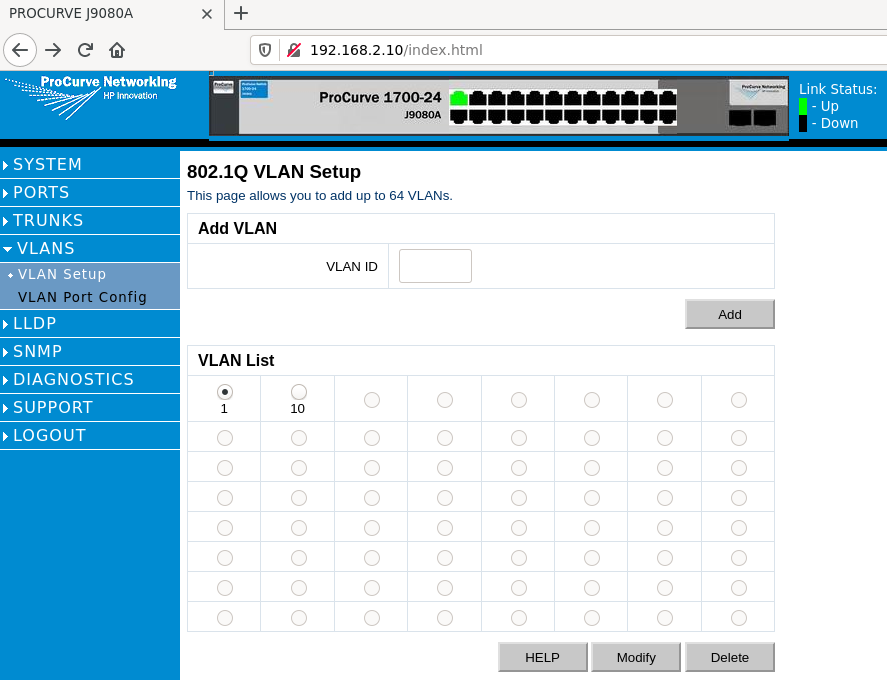 PROCURVE J9080A
192.168.2.10/index.html
ProCurve Networking
HP Innovation
ProCurve 1700-24
J9080A
Link Status:
- Up
- Down
SYSTEM
PORTS
TRUNKS
VLANS
VLAN Setup
VLAN Port Config
LLDP
SNMP
DIAGNOSTICS
SUPPORT
LOGOUT
802.1Q VLAN Setup
This page allows you to add up to 64 VLANs.
Add VLAN
VLAN ID
Add
VLAN List
1 10
HELP Modify Delete